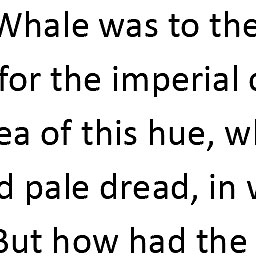 Whale was to the
for the imperial
ea of this hue, wh
d pale dread, in
But how had the